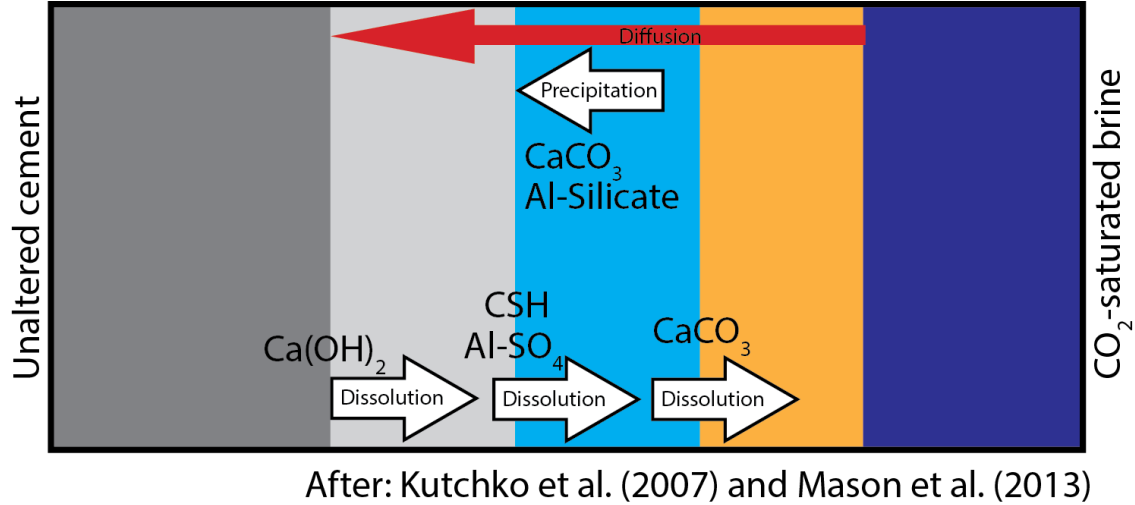 Unaltered cement
Diffusion
Precipitation
CaCO₃
Al-Silicate
CSH
Al-SO₄
Ca(OH)₂
CaCO₃
Dissolution
Dissolution
Dissolution
CO₂-saturated brine
After: Kutchko et al. (2007) and Mason et al. (2013)